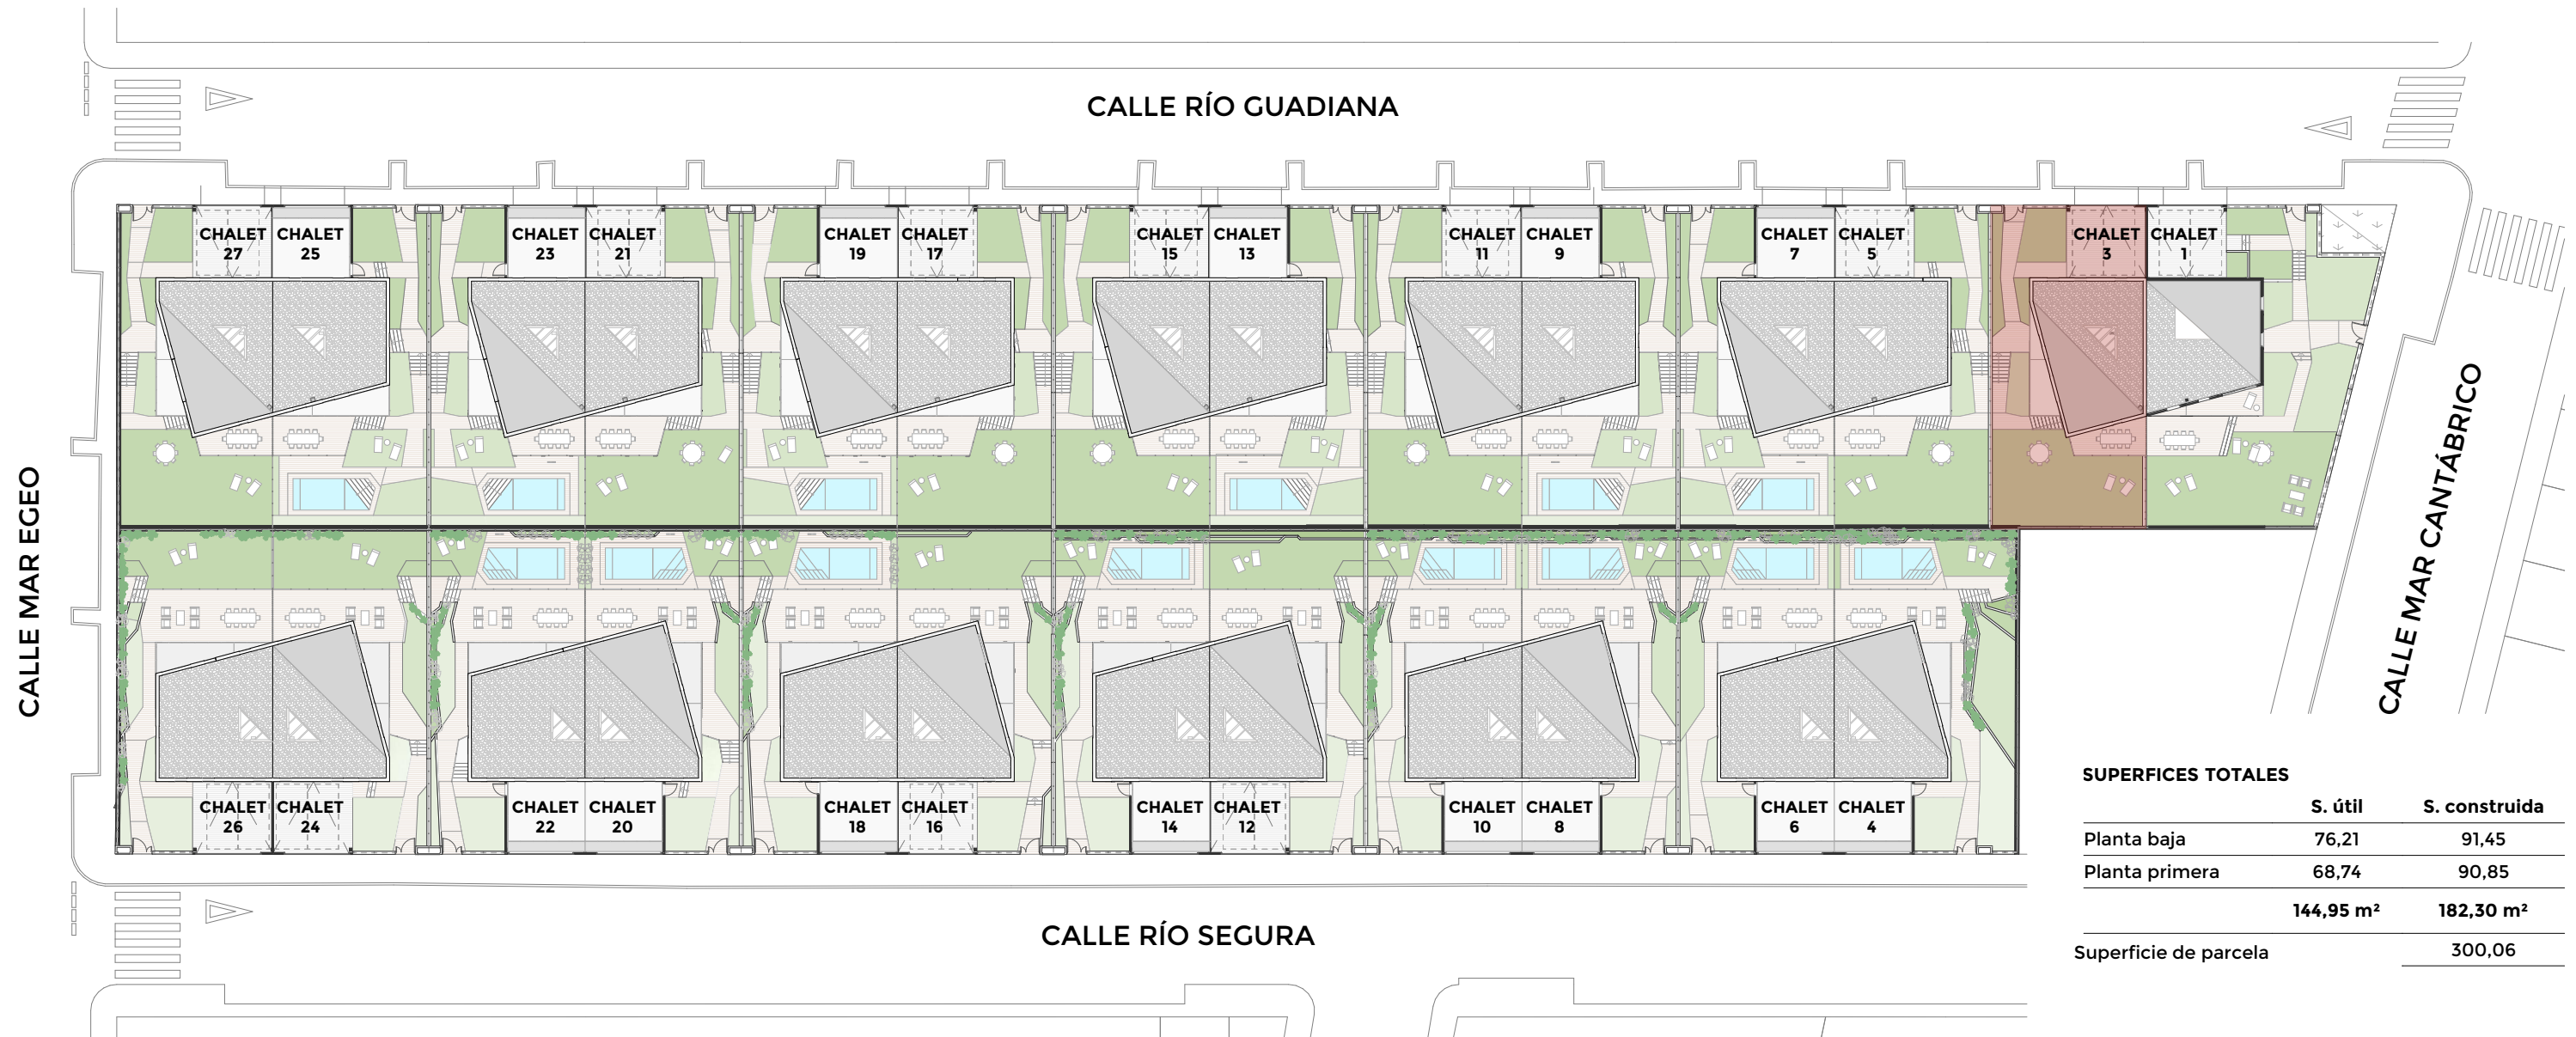 CALLE RÍO GUADIANA
CHALET 27
CHALET 25
CHALET 23
CHALET 21
CHALET 19
CHALET 17
CHALET 15
CHALET 13
CHALET 11
CHALET 9
CHALET 7
CHALET 5
CHALET 3
CHALET 1
CALLE MAR EGEO
CALLE MAR CANTÁBRICO
CHALET 26
CHALET 24
CHALET 22
CHALET 20
CHALET 18
CHALET 16
CHALET 14
CHALET 12
CHALET 10
CHALET 8
CHALET 6
CHALET 4
CALLE RÍO SEGURA
SUPERFICES TOTALES
S. útil S. construida
Planta baja 76,21 91,45
Planta primera 68,74 90,85
144,95 m² 182,30 m²
Superficie de parcela 300,06